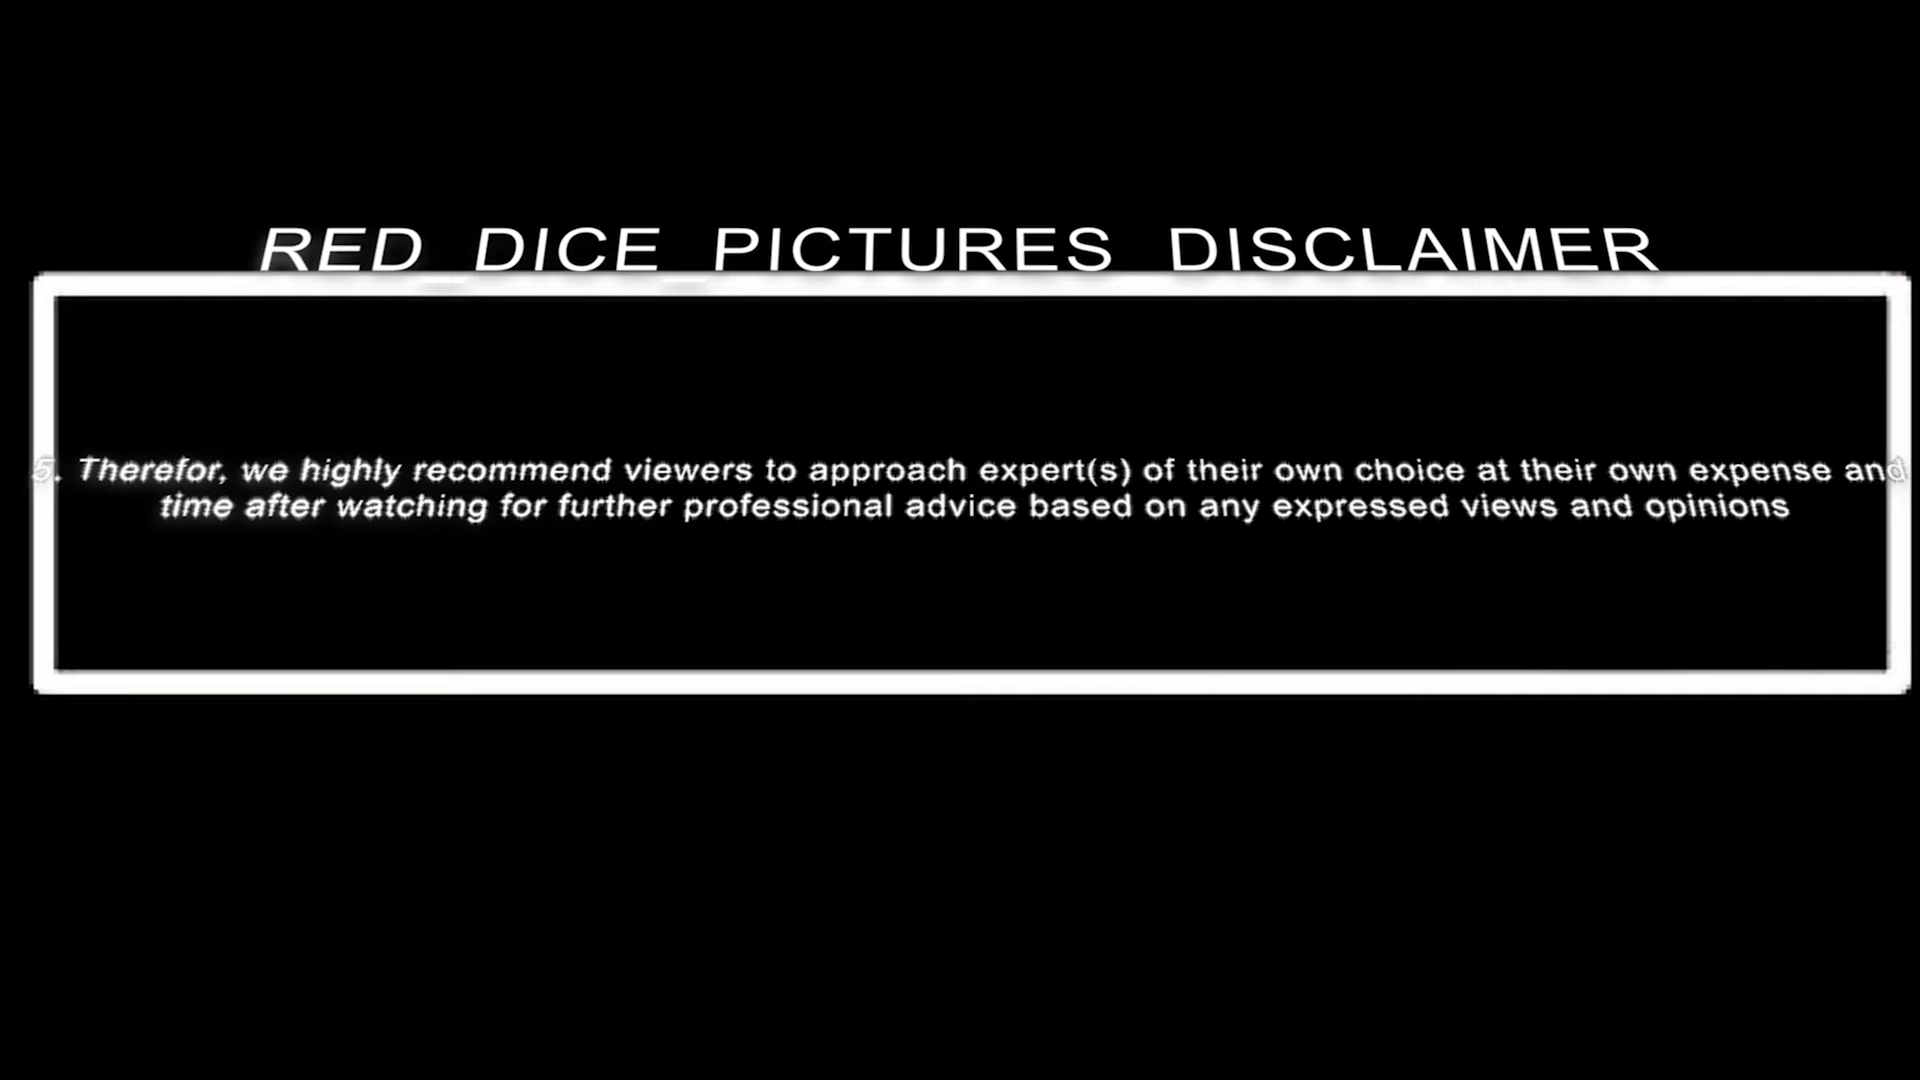 RED DICE PICTURES DISCLAIMER
5. Therefor, we highly recommend viewers to approach expert(s) of their own choice at their own expense and
time after watching for further professional advice based on any expressed views and opinions